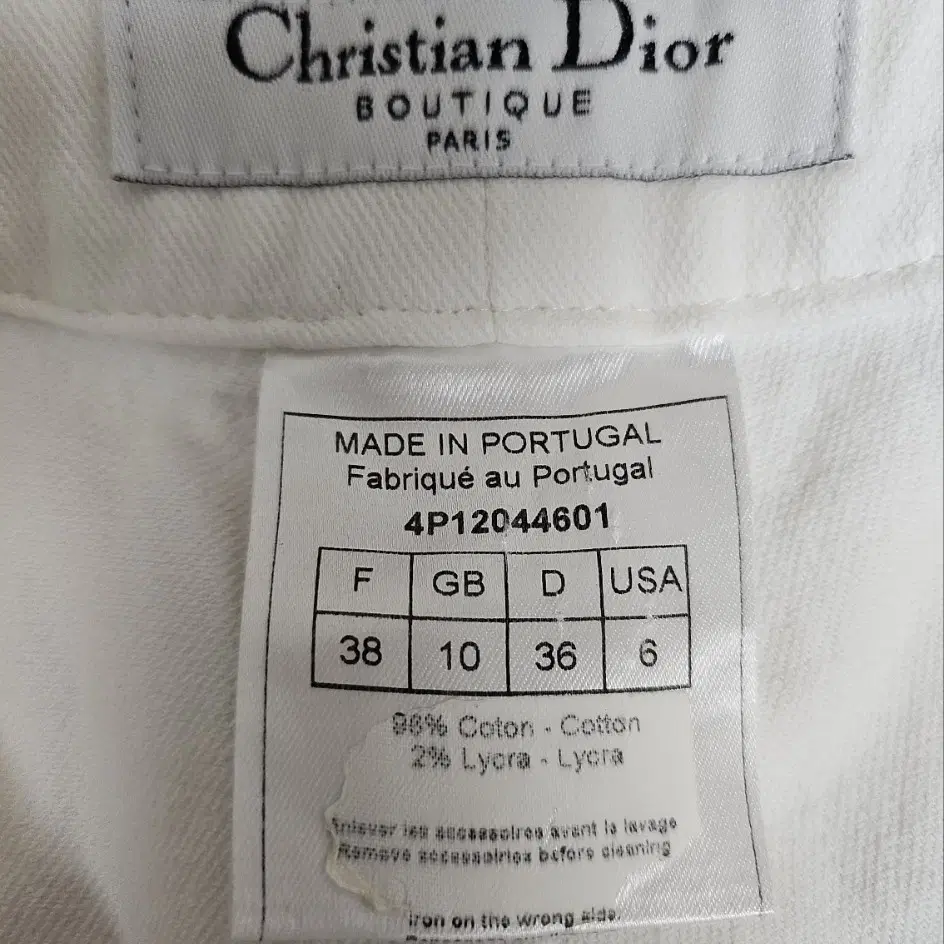 Christian Dior
BOUTIQUE
PARIS
MADE IN PORTUGAL
Fabriqué au Portugal
4P12044601
F GB D USA
38 10 36 6
98% Coton - Cotton
2% Lycra - Lycra
Enlever les accessoires avant le lavage
Remove accessoiries before cleaning
Iron on the wrong side.